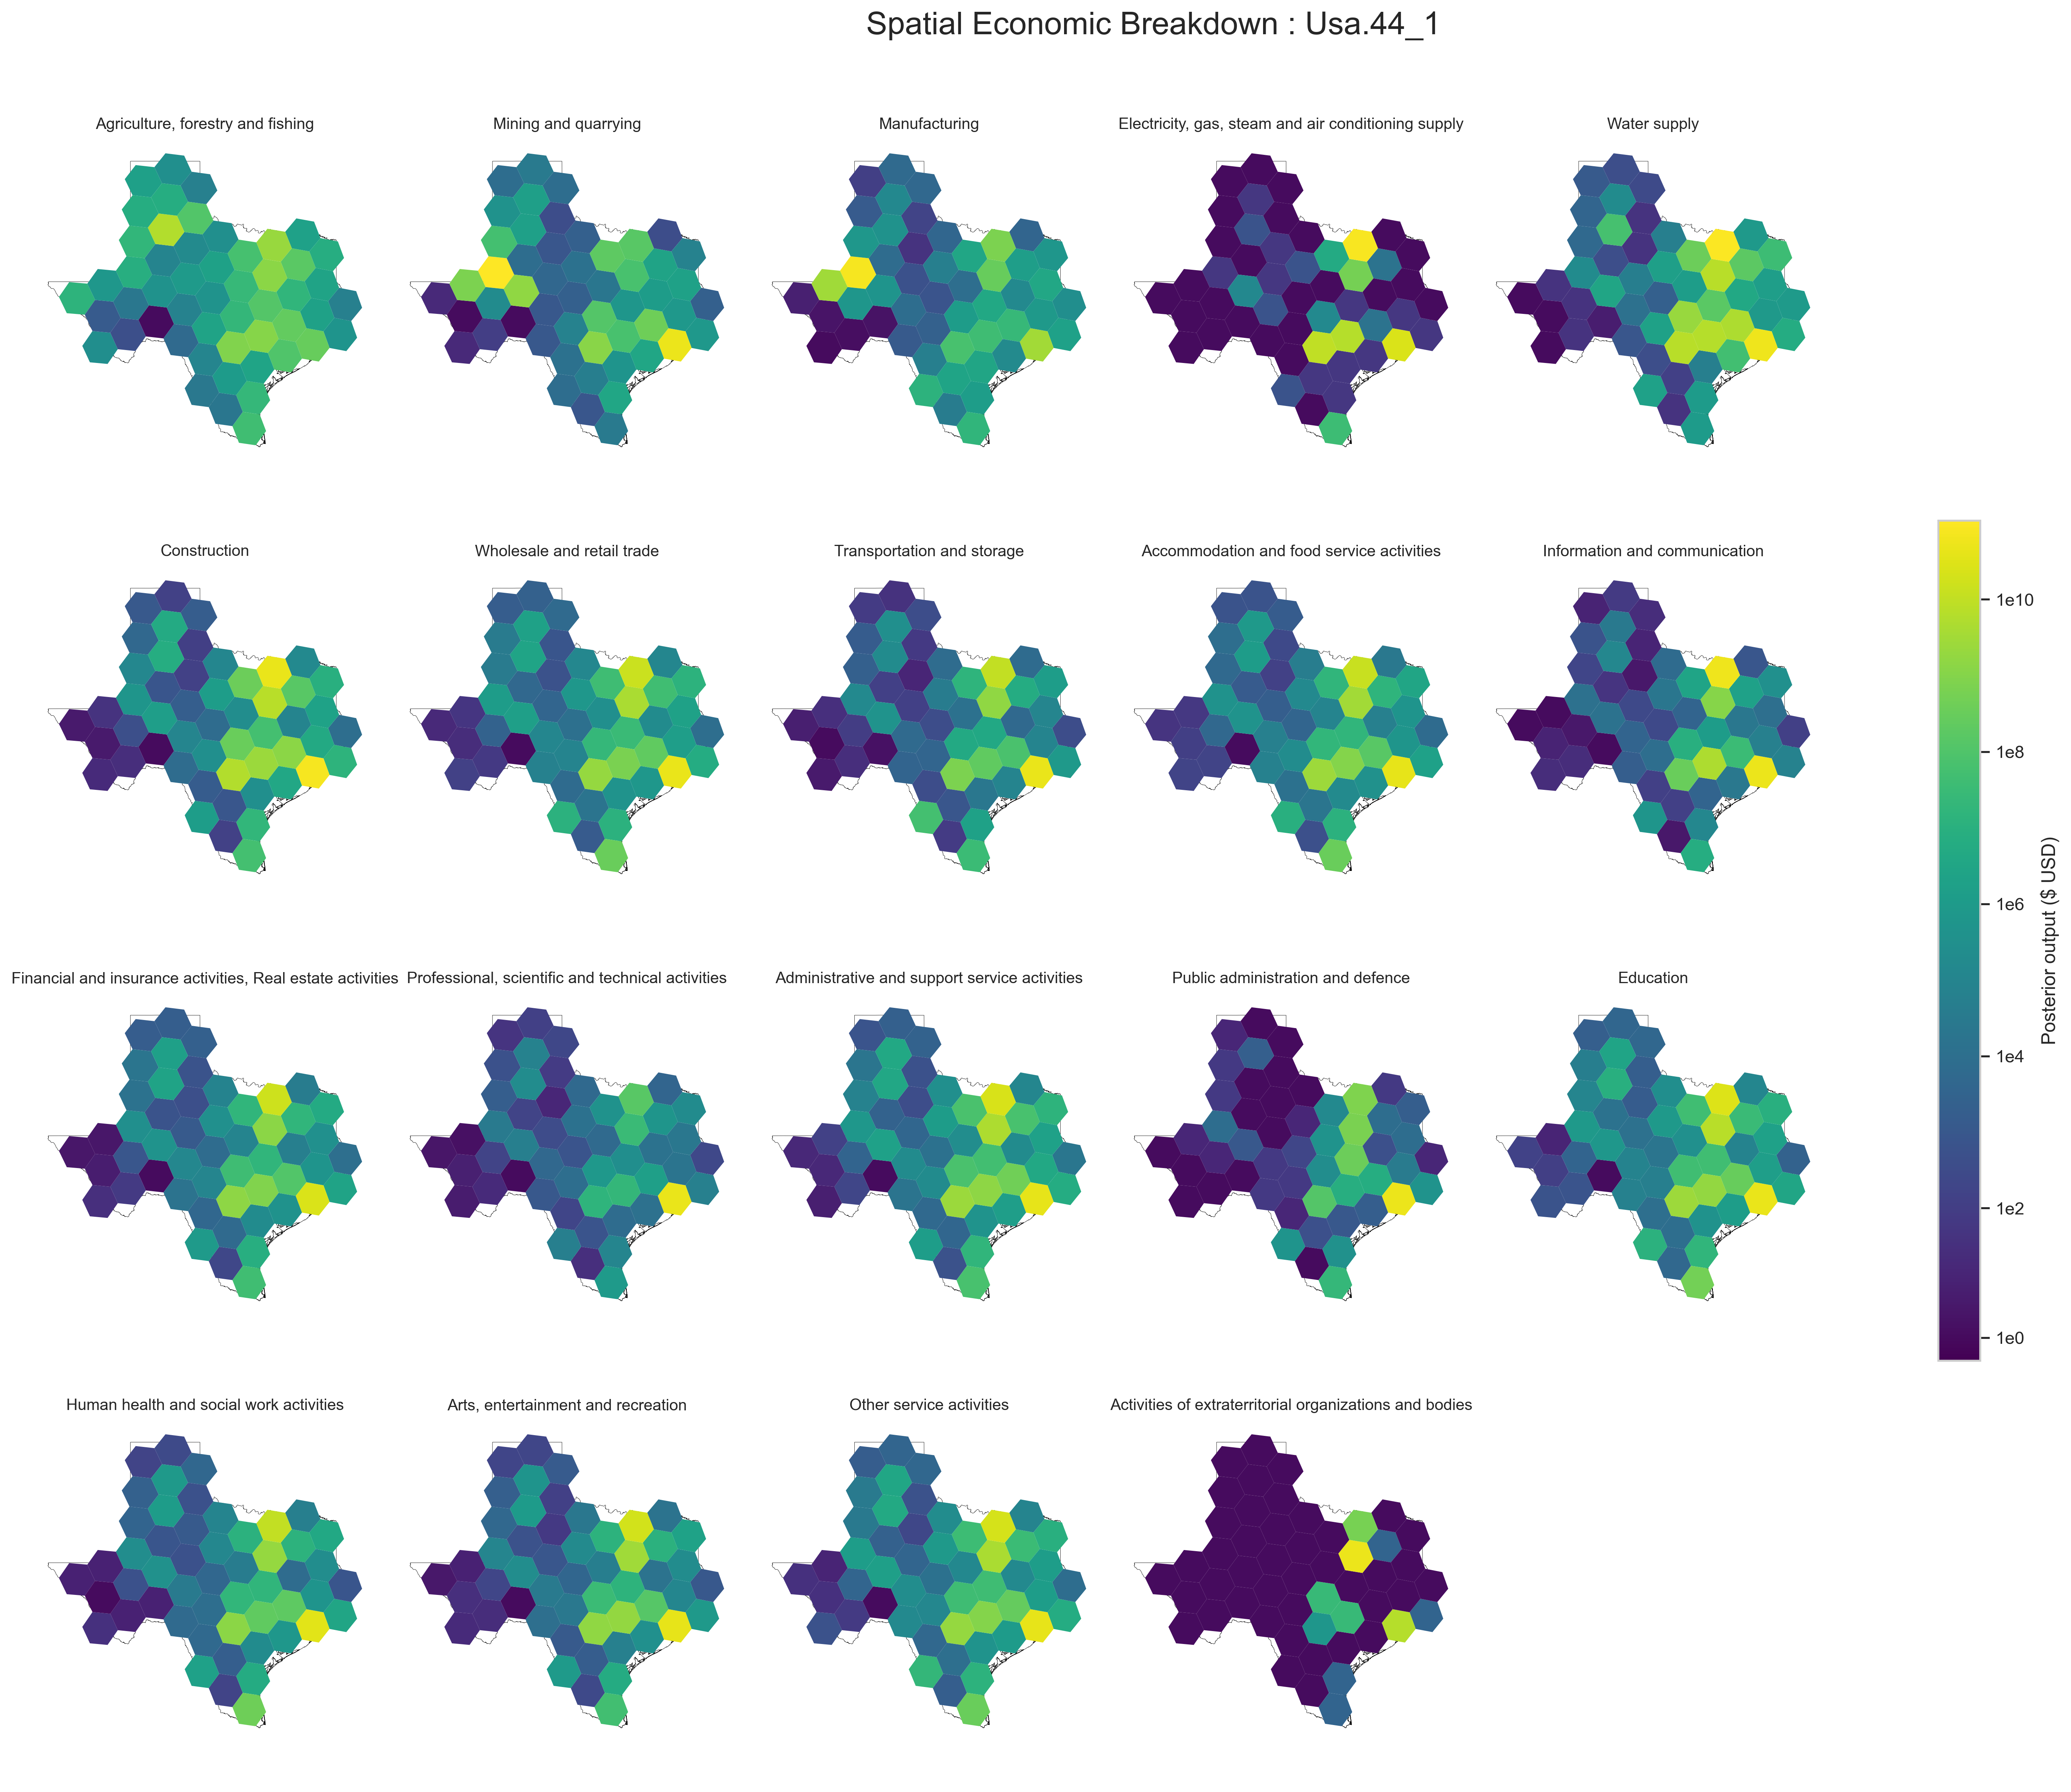 Spatial Economic Breakdown : Usa.44_1
Agriculture, forestry and fishing
Mining and quarrying
Manufacturing
Electricity, gas, steam and air conditioning supply
Water supply
Construction
Wholesale and retail trade
Transportation and storage
Accommodation and food service activities
Information and communication
Financial and insurance activities, Real estate activities
Professional, scientific and technical activities
Administrative and support service activities
Public administration and defence
Education
Human health and social work activities
Arts, entertainment and recreation
Other service activities
Activities of extraterritorial organizations and bodies
1e10
1e8
1e6
1e4
1e2
1e0
Posterior output ($ USD)